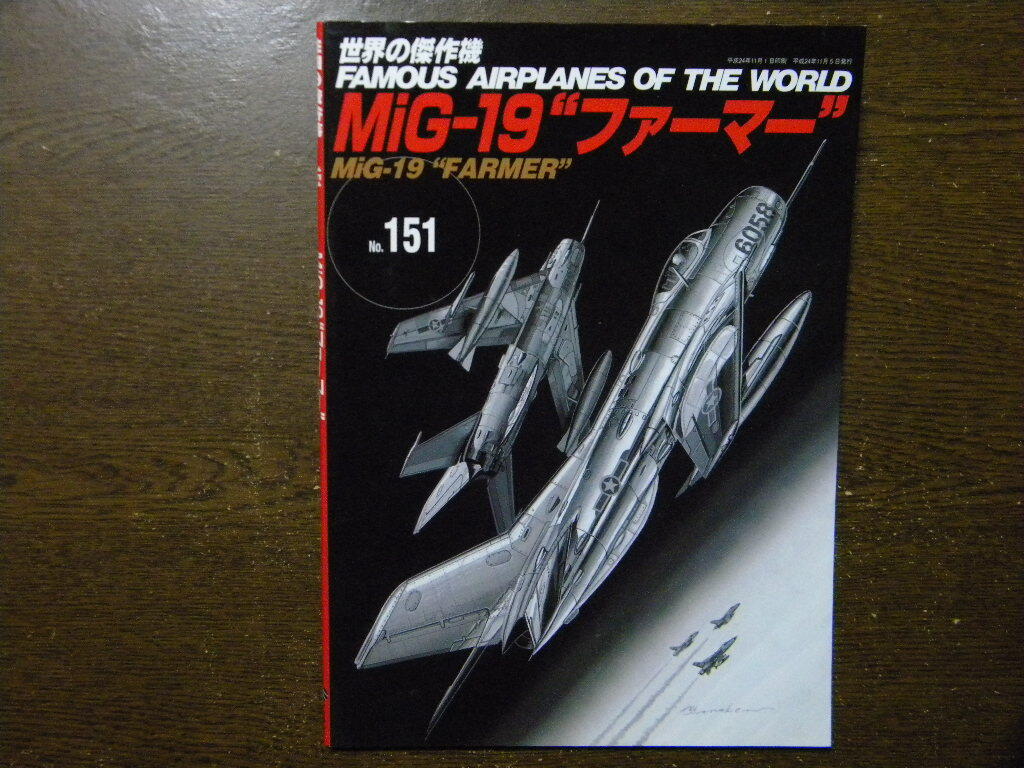 世界の傑作機
平成24年11月1日印刷 平成24年11月5日発行
FAMOUS AIRPLANES OF THE WORLD
MiG-19 “ファーマー”
MiG-19 “FARMER”
No. 151
6058